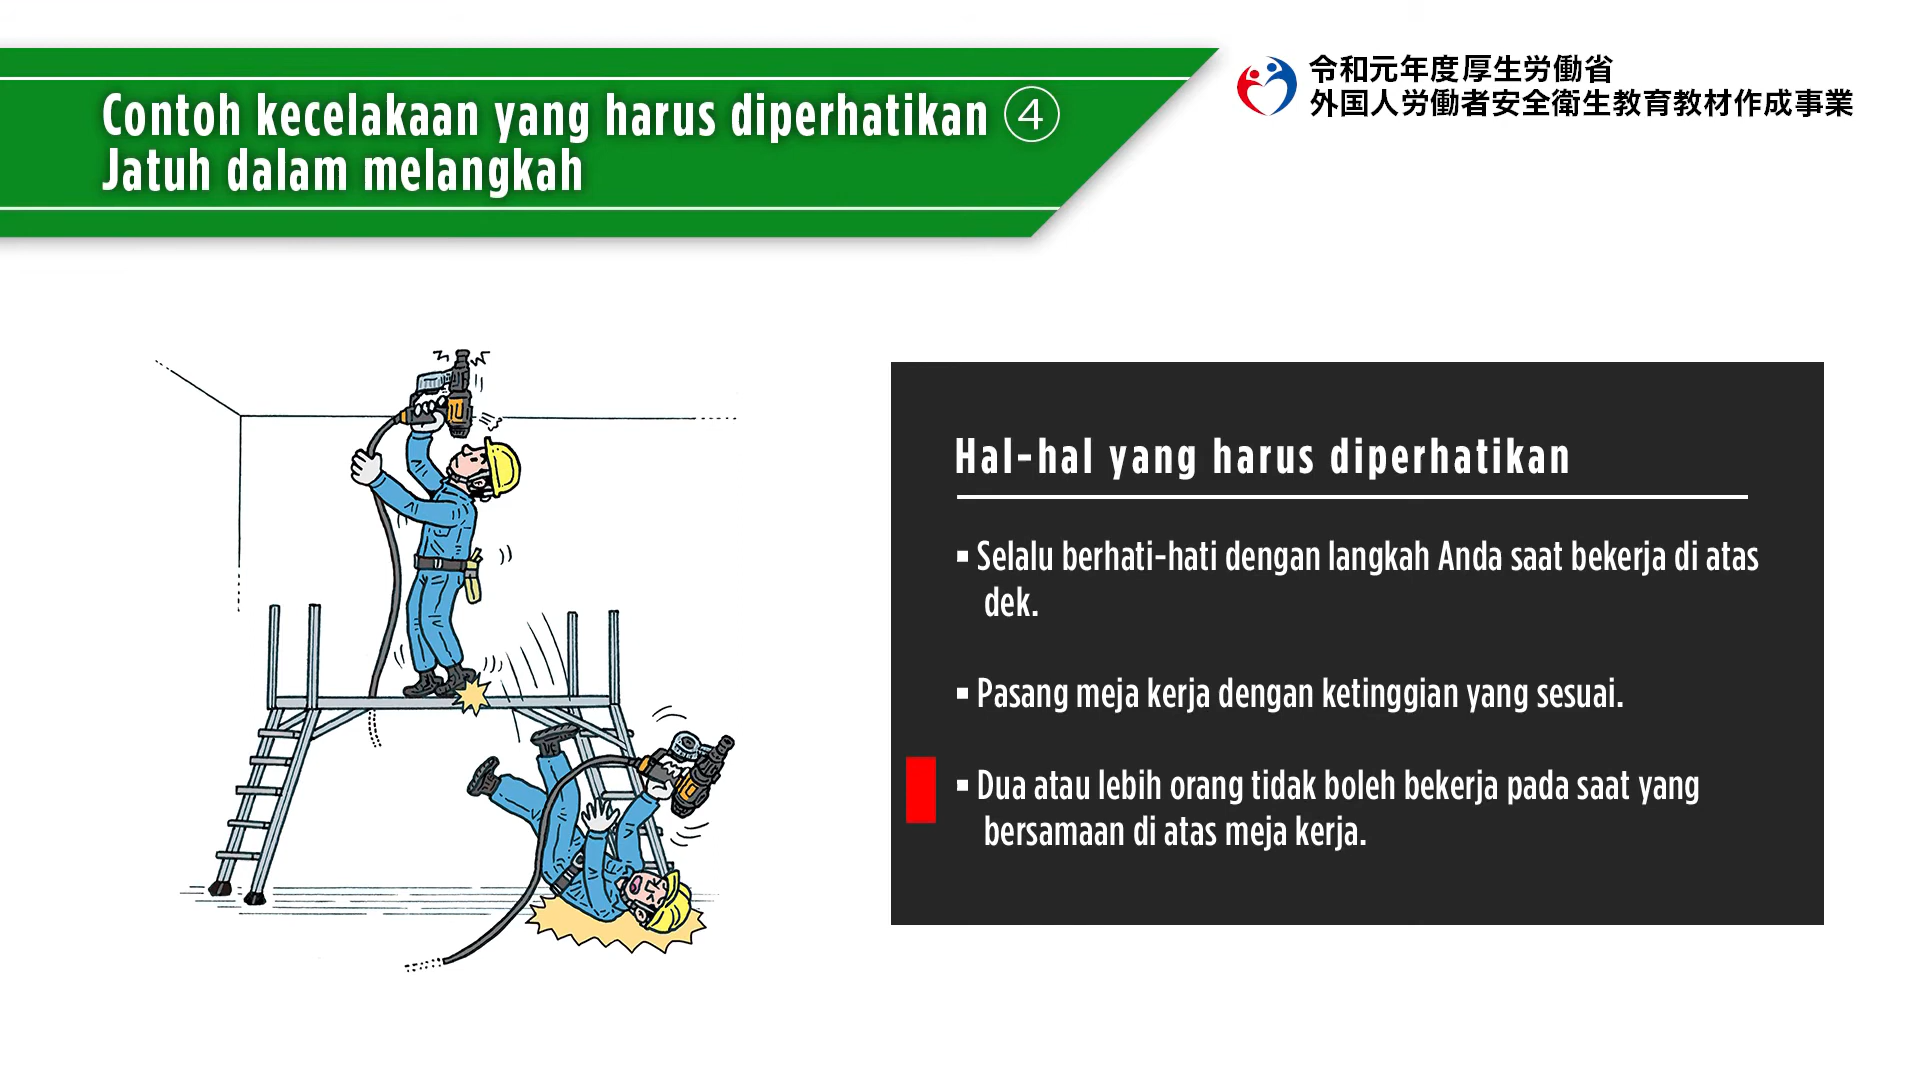 Contoh kecelakaan yang harus diperhatikan ④
Jatuh dalam melangkah
令和元年度厚生労働省
外国人労働者安全衛生教育教材作成事業
Hal-hal yang harus diperhatikan
▪ Selalu berhati-hati dengan langkah Anda saat bekerja di atas
dek.
▪ Pasang meja kerja dengan ketinggian yang sesuai.
▪ Dua atau lebih orang tidak boleh bekerja pada saat yang
bersamaan di atas meja kerja.